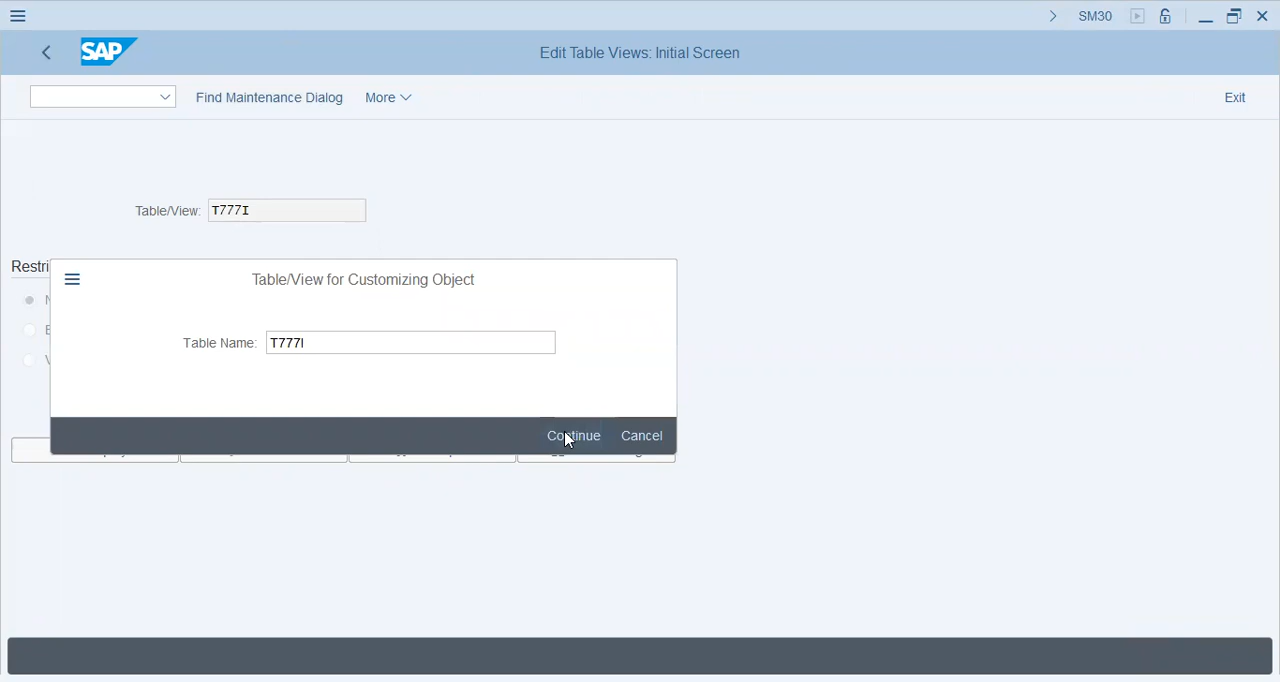 SM30
SAP
Edit Table Views: Initial Screen
Find Maintenance Dialog
More
Exit
Table/View:
T777I
Restri
Table/View for Customizing Object
Table Name:
T777I
Continue
Cancel